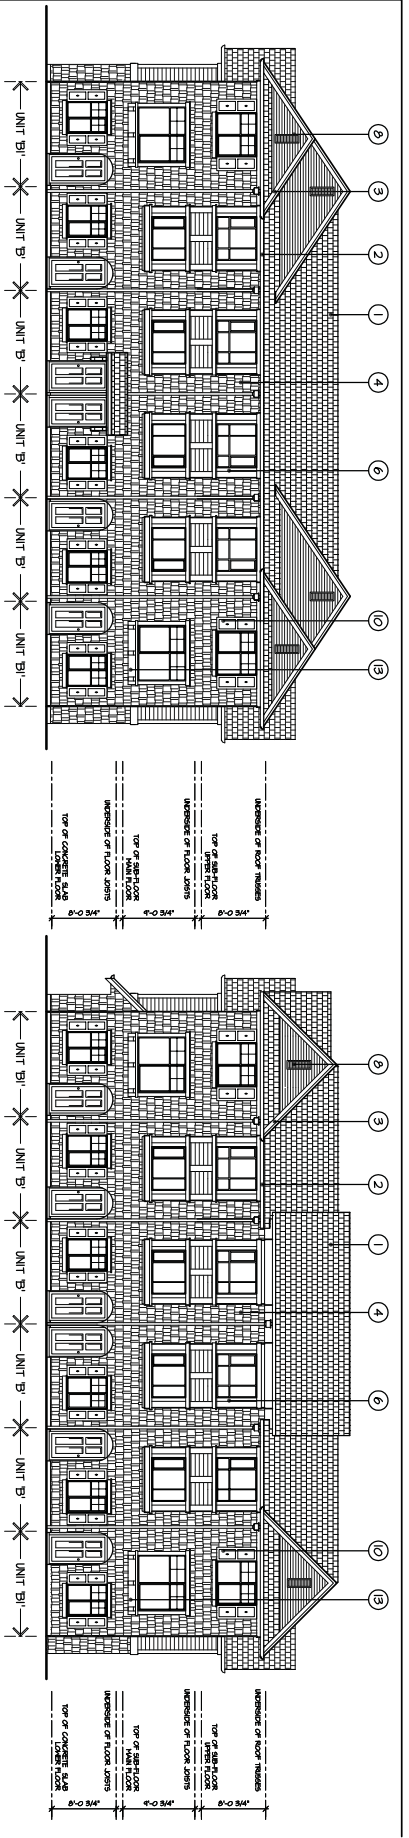 8
3
2
1
4
6
10
13
UNDERSIDE OF ROOF TRUSSES
8'-0 3/4"
TOP OF SUB-FLOOR
UPPER FLOOR
UNDERSIDE OF FLOOR JOISTS
9'-0 3/4"
TOP OF SUB-FLOOR
MAIN FLOOR
UNDERSIDE OF FLOOR JOISTS
8'-0 3/4"
TOP OF CONCRETE SLAB
LOWER FLOOR
UNIT 'B1'
UNIT 'B'
UNIT 'B'
UNIT 'B'
UNIT 'B'
UNIT 'B1'
8
3
2
1
4
6
10
13
UNDERSIDE OF ROOF TRUSSES
8'-0 3/4"
TOP OF SUB-FLOOR
UPPER FLOOR
UNDERSIDE OF FLOOR JOISTS
9'-0 3/4"
TOP OF SUB-FLOOR
MAIN FLOOR
UNDERSIDE OF FLOOR JOISTS
8'-0 3/4"
TOP OF CONCRETE SLAB
LOWER FLOOR
UNIT 'B1'
UNIT 'B'
UNIT 'B'
UNIT 'B'
UNIT 'B'
UNIT 'B1'